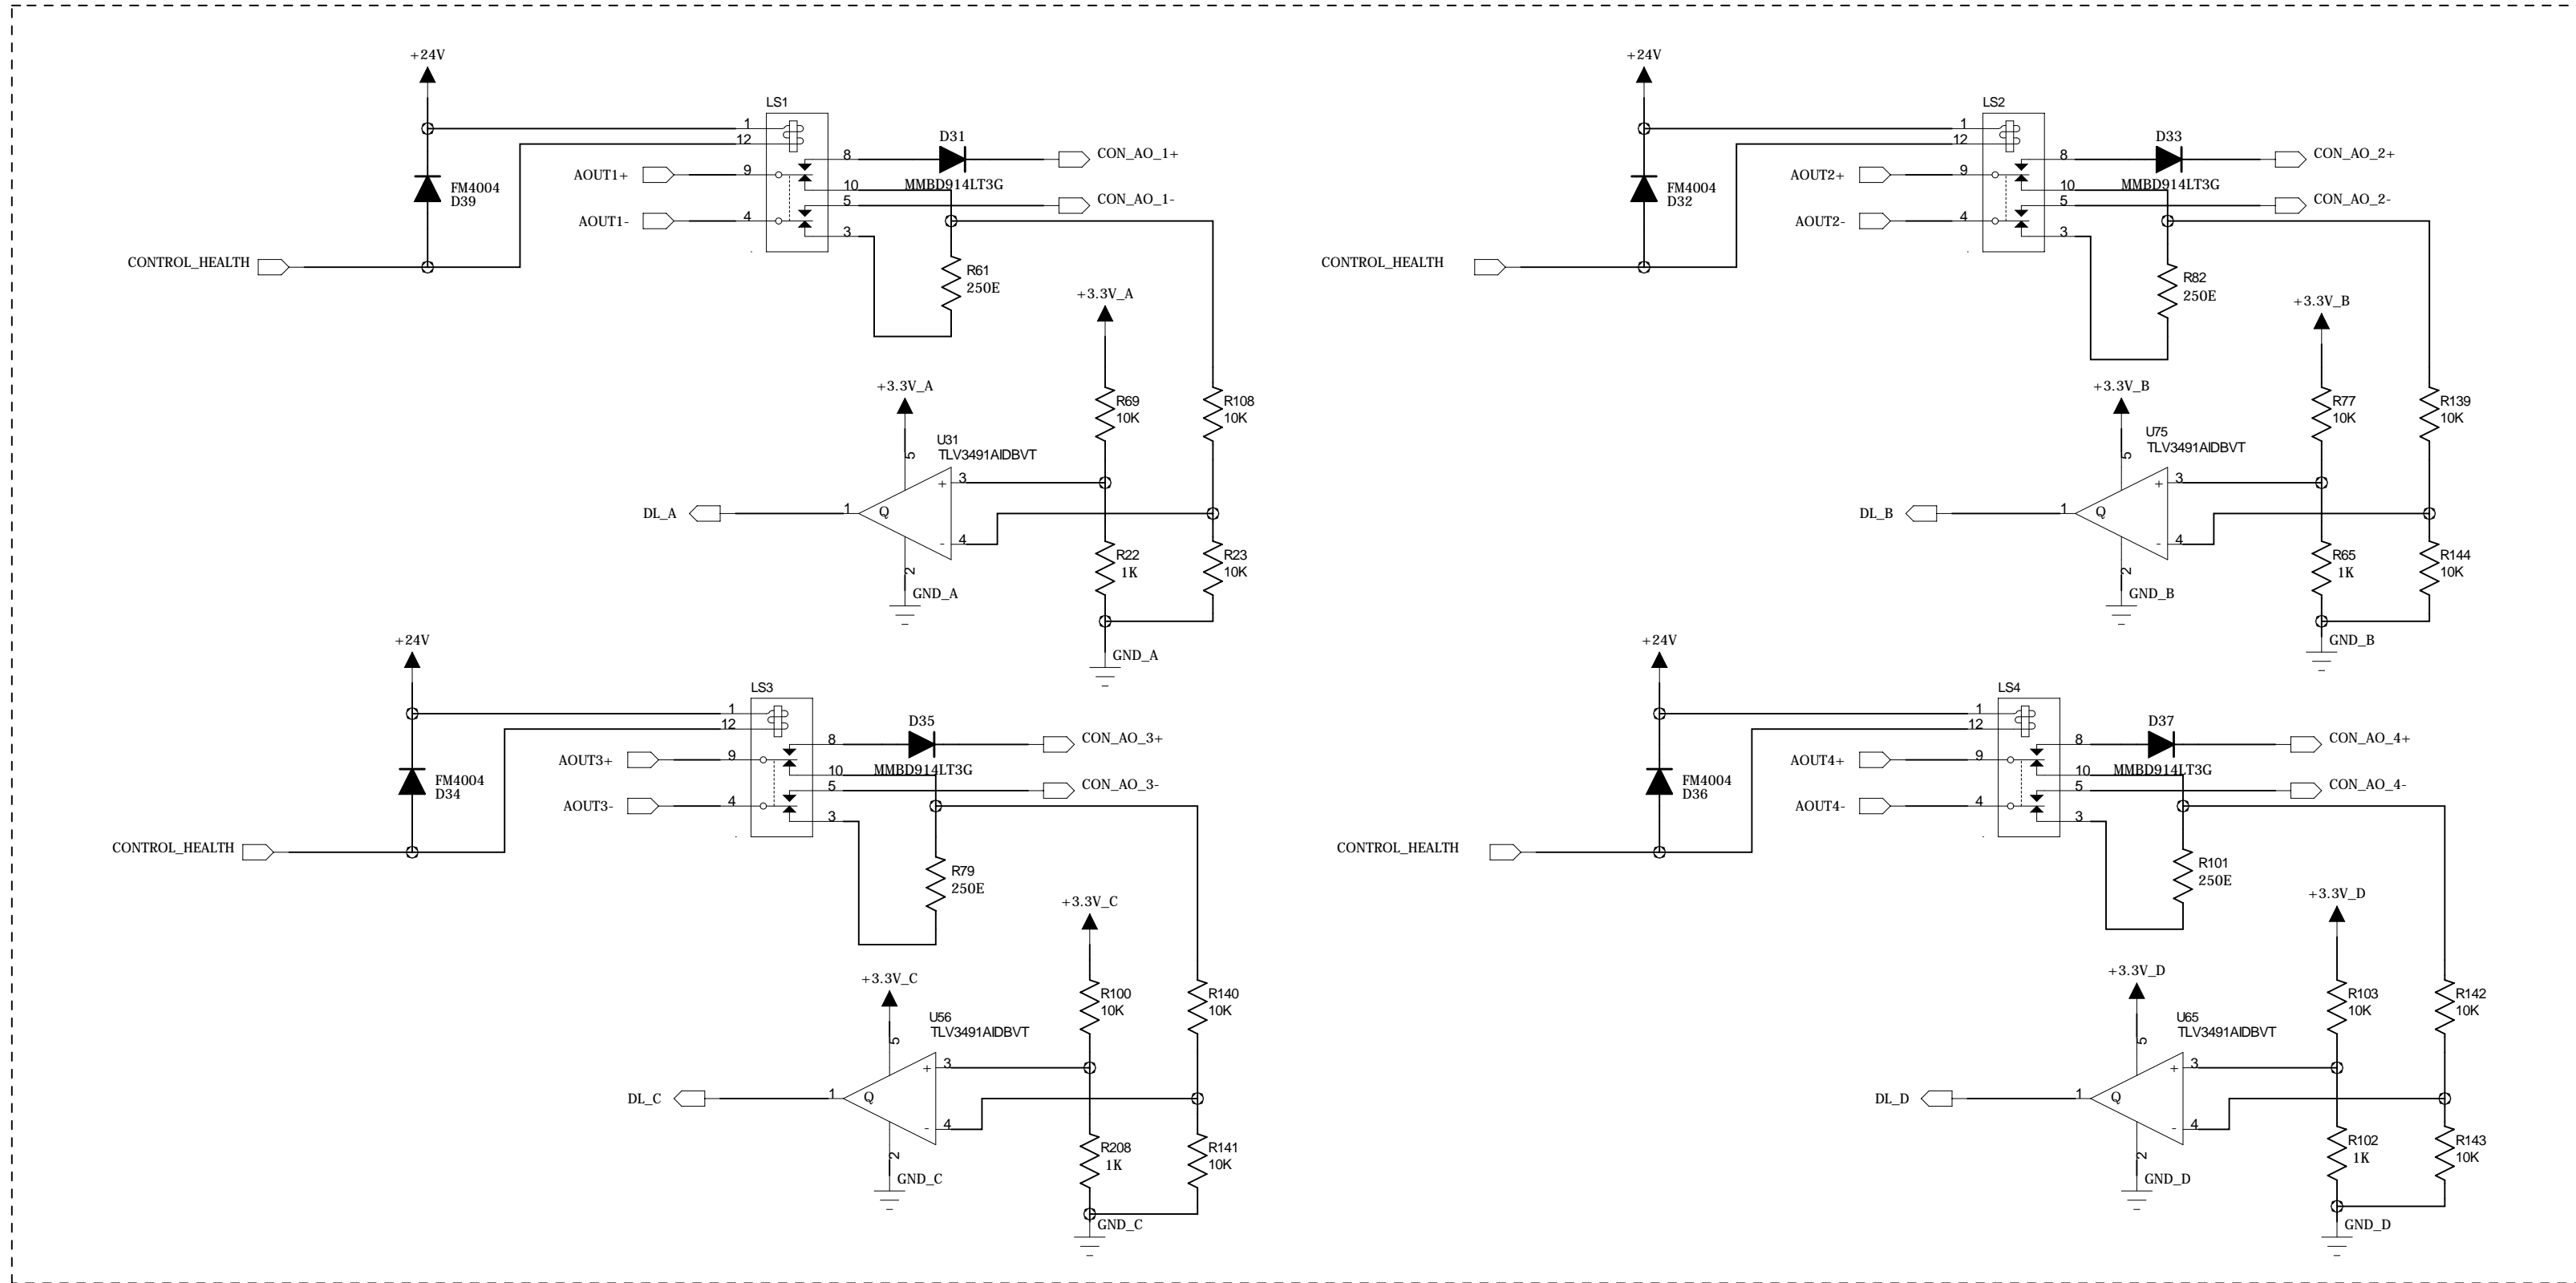 +24V
LS1
1
12
D31
8
CON_AO_1+
AOUT1+
9
10
MMBD914LT3G
FM4004
D39
5
CON_AO_1-
AOUT1-
4
3
CONTROL_HEALTH
R61
250E
+3.3V_A
+3.3V_A
R69
10K
R108
10K
U31
TLV3491AIDBVT
5
+
3
DL_A
1
Q
-
4
2
GND_A
R22
1K
R23
10K
GND_A
+24V
LS2
1
12
D33
8
CON_AO_2+
AOUT2+
9
10
MMBD914LT3G
FM4004
D32
5
CON_AO_2-
AOUT2-
4
3
CONTROL_HEALTH
R82
250E
+3.3V_B
+3.3V_B
R77
10K
R139
10K
U75
TLV3491AIDBVT
5
+
3
DL_B
1
Q
-
4
2
GND_B
R65
1K
R144
10K
GND_B
+24V
LS3
1
12
D35
8
CON_AO_3+
AOUT3+
9
10
MMBD914LT3G
FM4004
D34
5
CON_AO_3-
AOUT3-
4
3
CONTROL_HEALTH
R79
250E
+3.3V_C
+3.3V_C
R100
10K
R140
10K
U56
TLV3491AIDBVT
5
+
3
DL_C
1
Q
-
4
2
GND_C
R208
1K
R141
10K
GND_C
+24V
LS4
1
12
D37
8
CON_AO_4+
AOUT4+
9
10
MMBD914LT3G
FM4004
D36
5
CON_AO_4-
AOUT4-
4
3
CONTROL_HEALTH
R101
250E
+3.3V_D
+3.3V_D
R103
10K
R142
10K
U65
TLV3491AIDBVT
5
+
3
DL_D
1
Q
-
4
2
GND_D
R102
1K
R143
10K
GND_D